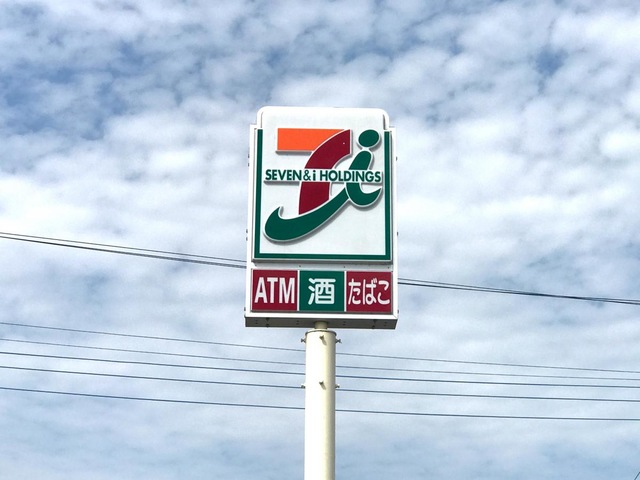 SEVEN & i HOLDINGS
ATM 酒 たばこ